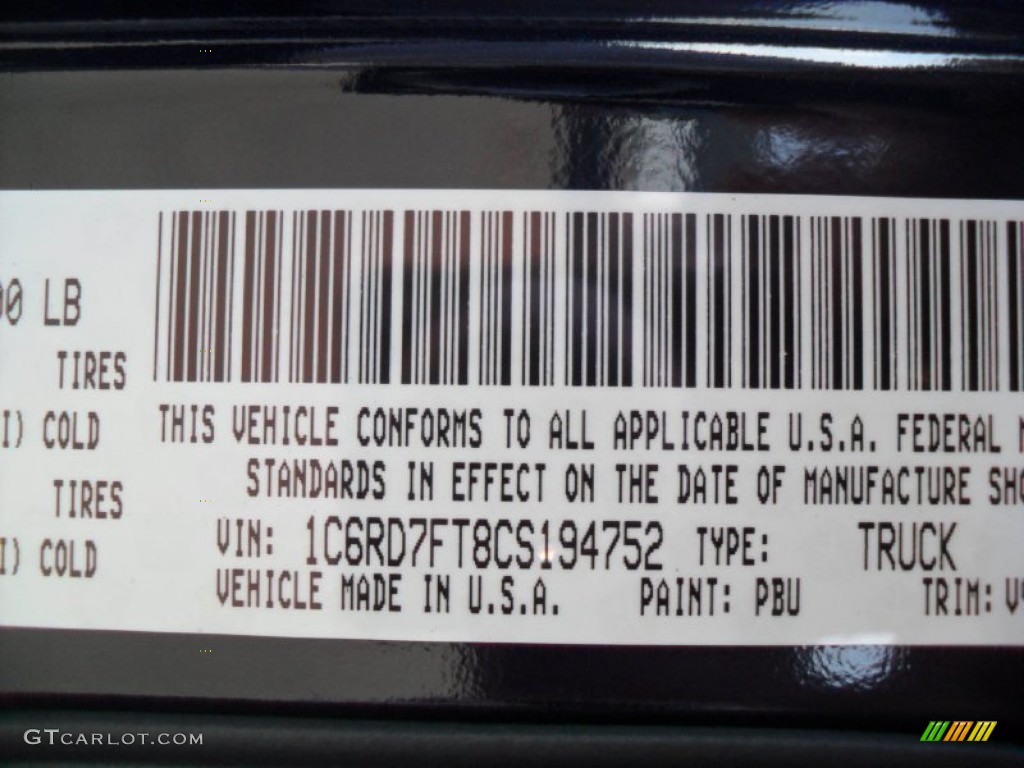 00 LB
TIRES
I) COLD
TIRES
I) COLD
THIS VEHICLE CONFORMS TO ALL APPLICABLE U.S.A. FEDERAL
STANDARDS IN EFFECT ON THE DATE OF MANUFACTURE SHO
VIN: 1C6RD7FT8CS194752 TYPE: TRUCK
VEHICLE MADE IN U.S.A. PAINT: PBU TRIM:
GTCARLOT.COM